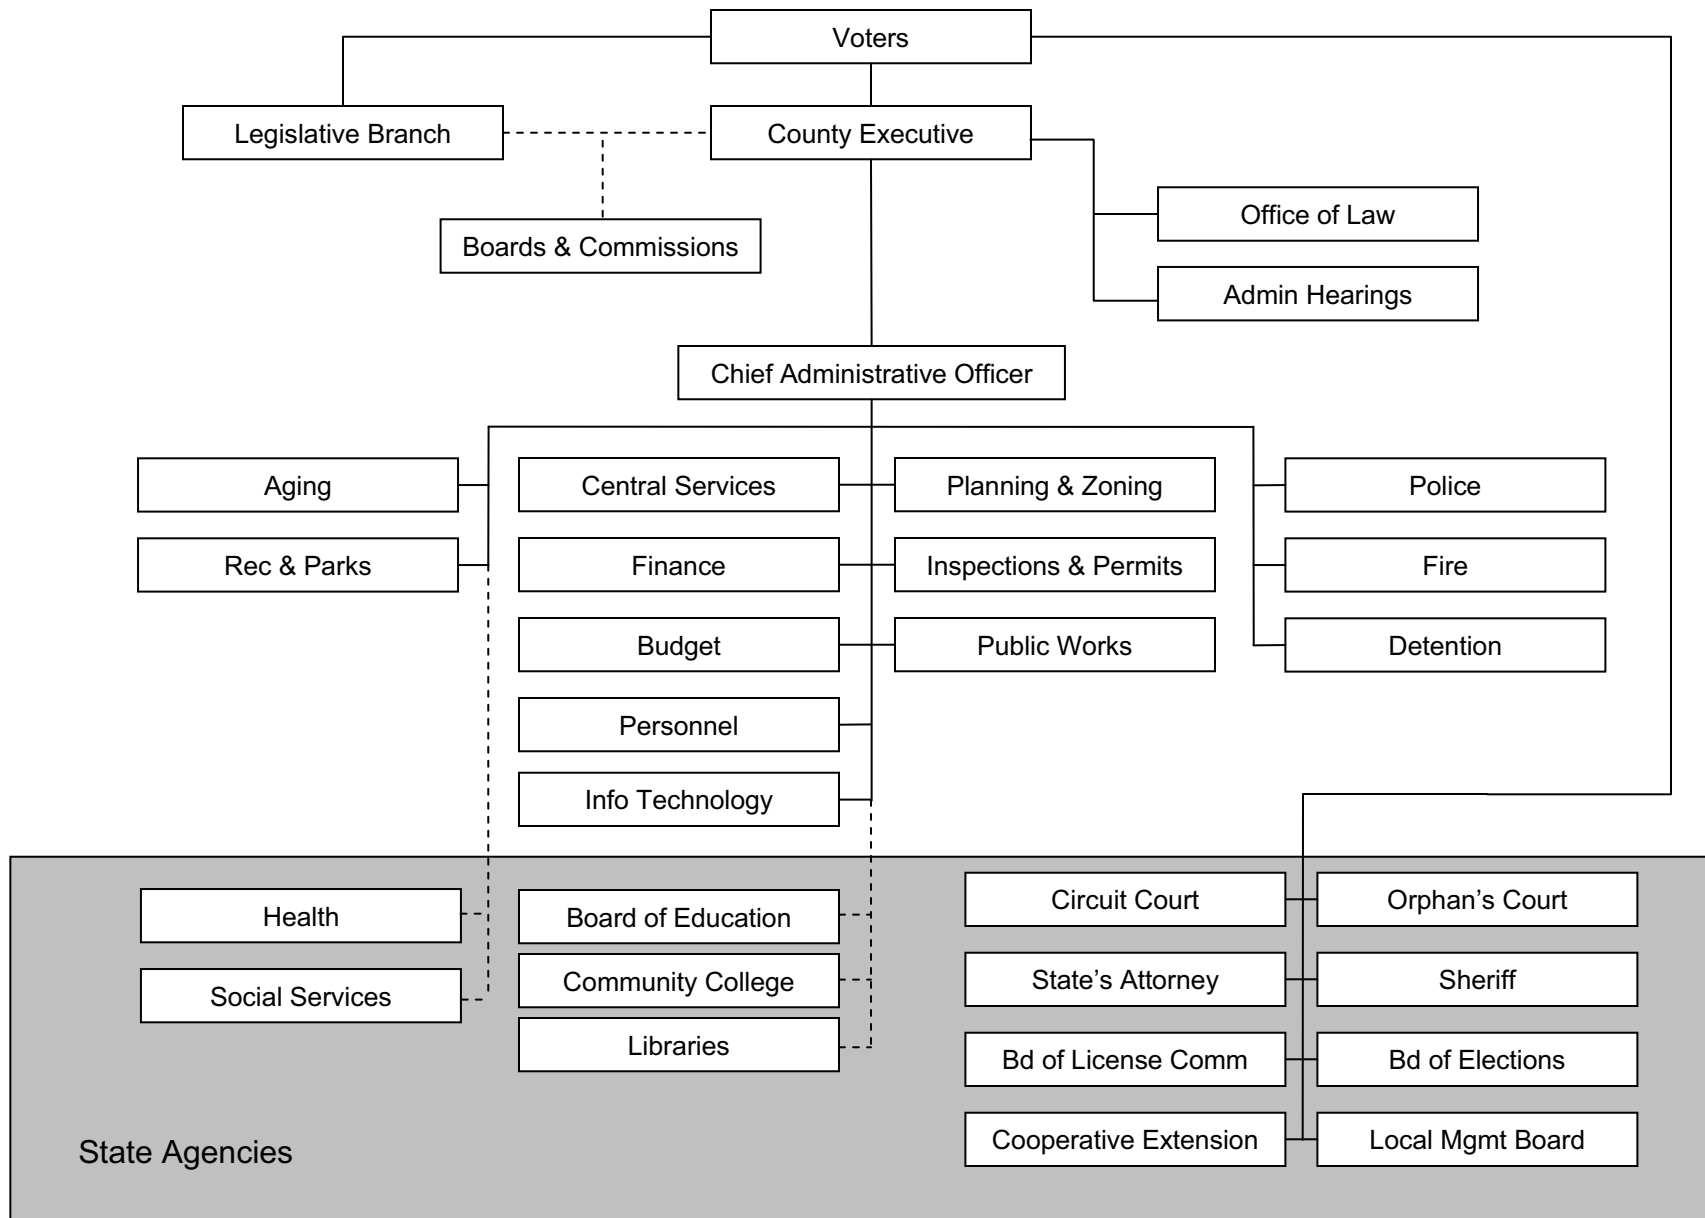 Voters
Legislative Branch
County Executive
Office of Law
Boards & Commissions
Admin Hearings
Chief Administrative Officer
Aging
Central Services
Planning & Zoning
Police
Rec & Parks
Finance
Inspections & Permits
Fire
Budget
Public Works
Detention
Personnel
Info Technology
Health
Board of Education
Circuit Court
Orphan’s Court
Social Services
Community College
State’s Attorney
Sheriff
Libraries
Bd of License Comm
Bd of Elections
State Agencies
Cooperative Extension
Local Mgmt Board